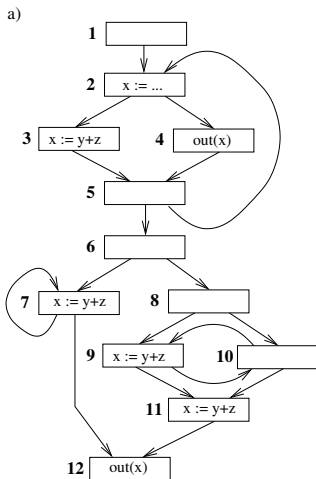 a)
1
2 x := ...
3 x := y+z 4 out(x)
5
6
7 x := y+z 8
9 x := y+z 10
11 x := y+z
12 out(x)